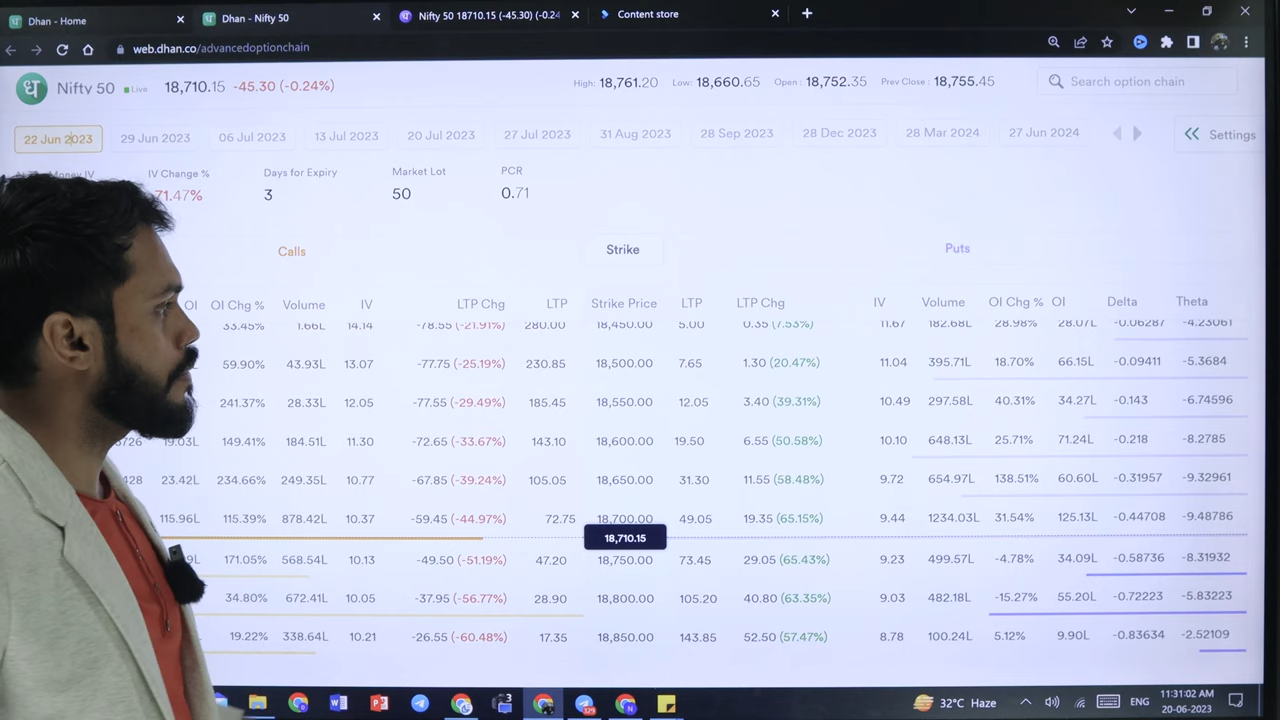 Dhan - Home Dhan - Nifty 50 Nifty 50 18710.15 (-45.30) (-0.24 Content store
web.dhan.co/advancedoptionchain
ध Nifty 50 Live 18,710.15 -45.30 (-0.24%) High: 18,761.20 Low: 18,660.65 Open : 18,752.35 Prev Close : 18,755.45 Search option chain
22 Jun 2023 29 Jun 2023 06 Jul 2023 13 Jul 2023 20 Jul 2023 27 Jul 2023 31 Aug 2023 28 Sep 2023 28 Dec 2023 28 Mar 2024 27 Jun 2024 Settings
Money IV IV Change % Days for Expiry Market Lot PCR
71.47% 3 50 0.71
Calls Strike Puts
OI OI Chg % Volume IV LTP Chg LTP Strike Price LTP LTP Chg IV Volume OI Chg % OI Delta Theta
33.45% 1.66L 14.14 -78.55 (-21.91%) 280.00 18,450.00 5.00 0.35 (7.53%) 11.67 182.68L 28.98% 28.07L -0.06287 -4.23061
59.90% 43.93L 13.07 -77.75 (-25.19%) 230.85 18,500.00 7.65 1.30 (20.47%) 11.04 395.71L 18.70% 66.15L -0.09411 -5.3684
241.37% 28.33L 12.05 -77.55 (-29.49%) 185.45 18,550.00 12.05 3.40 (39.31%) 10.49 297.58L 40.31% 34.27L -0.143 -6.74596
3726 19.03L 149.41% 184.51L 11.30 -72.65 (-33.67%) 143.10 18,600.00 19.50 6.55 (50.58%) 10.10 648.13L 25.71% 71.24L -0.218 -8.2785
428 23.42L 234.66% 249.35L 10.77 -67.85 (-39.24%) 105.05 18,650.00 31.30 11.55 (58.48%) 9.72 654.97L 138.51% 60.60L -0.31957 -9.32961
115.96L 115.39% 878.42L 10.37 -59.45 (-44.97%) 72.75 18,700.00 49.05 19.35 (65.15%) 9.44 1234.03L 31.54% 125.13L -0.44708 -9.48786
18,710.15
9L 171.05% 568.54L 10.13 -49.50 (-51.19%) 47.20 18,750.00 73.45 29.05 (65.43%) 9.23 499.57L -4.78% 34.09L -0.58736 -8.31932
34.80% 672.41L 10.05 -37.95 (-56.77%) 28.90 18,800.00 105.20 40.80 (63.35%) 9.03 482.18L -15.27% 55.20L -0.72223 -5.83223
19.22% 338.64L 10.21 -26.55 (-60.48%) 17.35 18,850.00 143.85 52.50 (57.47%) 8.78 100.24L 5.12% 9.90L -0.83634 -2.52109
3 129 32°C Haze ENG 11:31:02 AM
20-06-2023